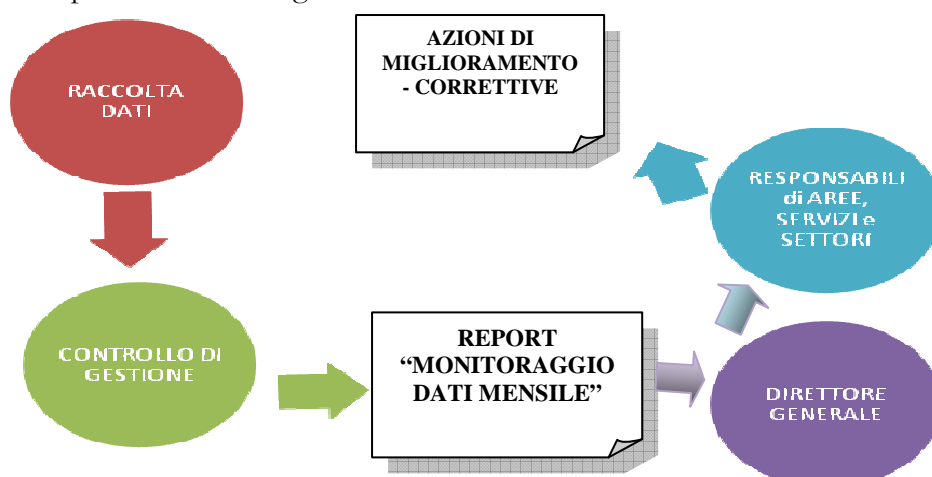 RACCOLTA
DATI
CONTROLLO DI
GESTIONE
REPORT
“MONITORAGGIO
DATI MENSILE”
DIRETTORE
GENERALE
RESPONSABILI
di AREE,
SERVIZI e
SETTORI
AZIONI DI
MIGLIORAMENTO
- CORRETTIVE